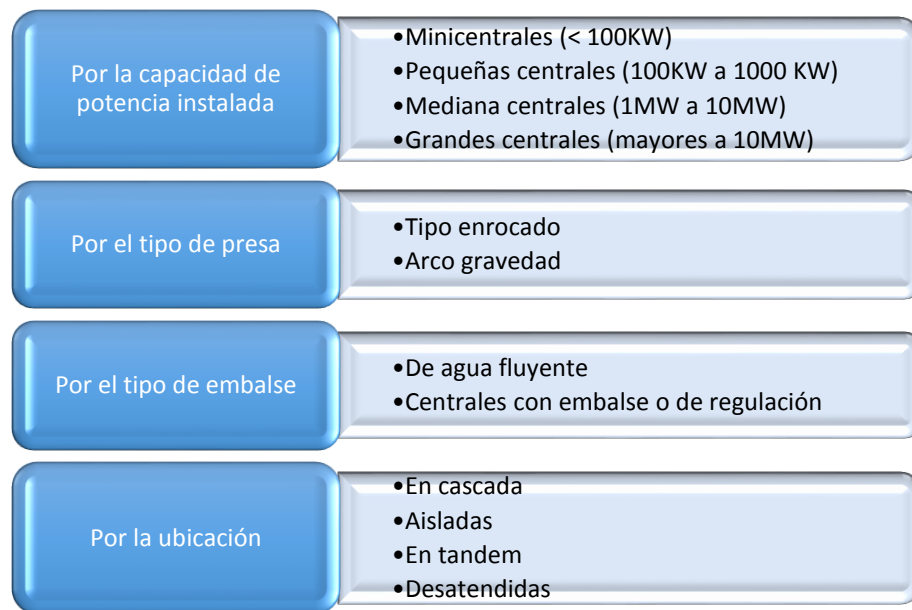 Por la capacidad de
potencia instalada
•Minicentrales (< 100KW)
•Pequeñas centrales (100KW a 1000 KW)
•Mediana centrales (1MW a 10MW)
•Grandes centrales (mayores a 10MW)
Por el tipo de presa
•Tipo enrocado
•Arco gravedad
Por el tipo de embalse
•De agua fluyente
•Centrales con embalse o de regulación
Por la ubicación
•En cascada
•Aisladas
•En tandem
•Desatendidas